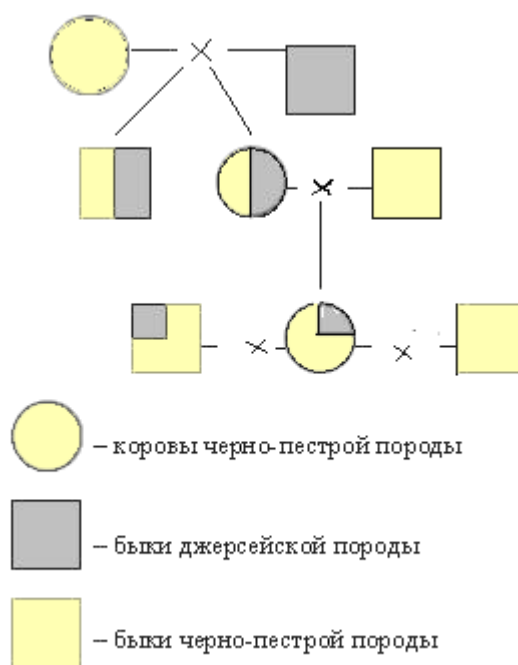 – коровы черно-пестрой породы
– быки джерсейской породы
– быки черно-пестрой породы